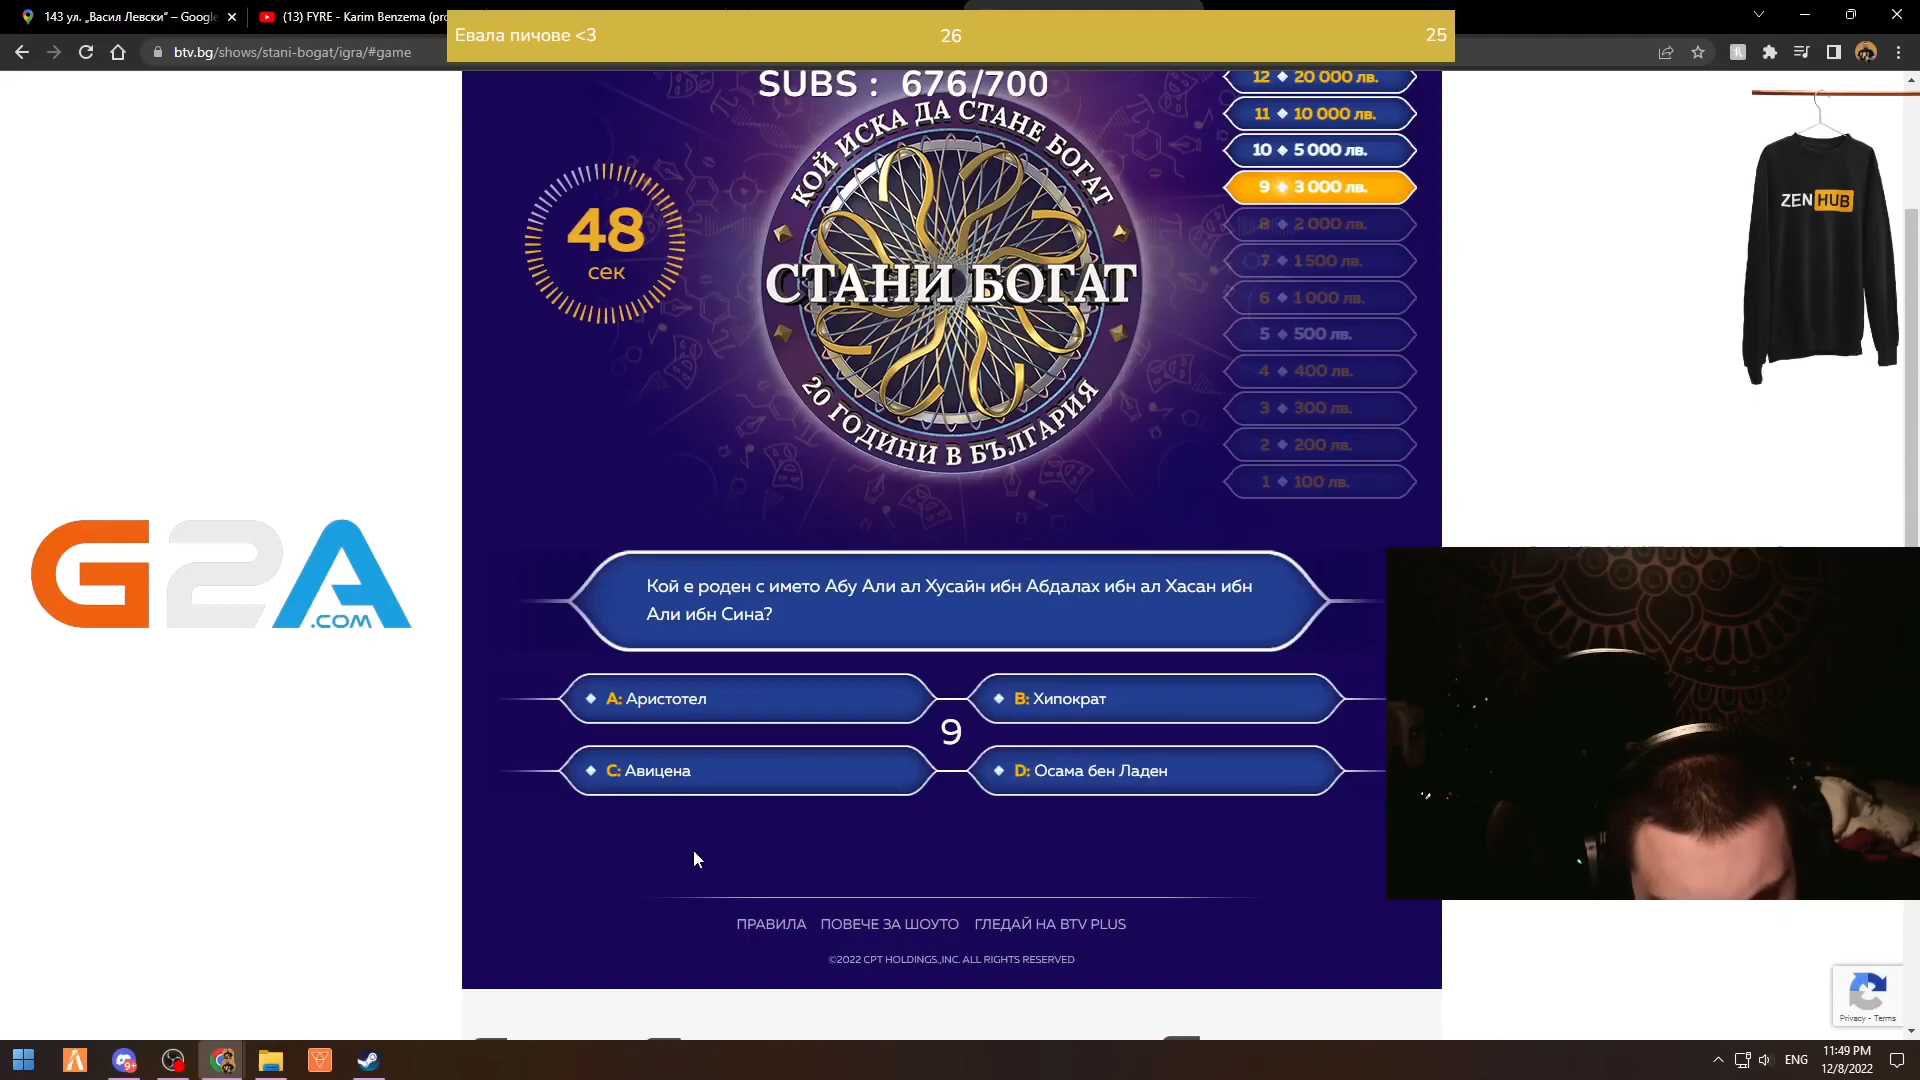 143 ул. „Васил Левски“ – Google
(13) FYRE - Karim Benzema (pro
Евала пичове <3
26
25
btv.bg/shows/stani-bogat/igra/#game
SUBS : 676/700
КОЙ ИСКА ДА СТАНЕ БОГАТ
СТАНИ БОГАТ
20 ГОДИНИ В БЪЛГАРИЯ
48
сек
12 ◆ 20 000 лв.
11 ◆ 10 000 лв.
10 ◆ 5 000 лв.
9 ◆ 3 000 лв.
8 ◆ 2 000 лв.
7 ◆ 1 500 лв.
6 ◆ 1 000 лв.
5 ◆ 500 лв.
4 ◆ 400 лв.
3 ◆ 300 лв.
2 ◆ 200 лв.
1 ◆ 100 лв.
ZENHUB
G2A
.COM
Кой е роден с името Абу Али ал Хусайн ибн Абдалах ибн ал Хасан ибн
Али ибн Сина?
A: Аристотел
B: Хипократ
9
C: Авицена
D: Осама бен Ладен
ПРАВИЛА ПОВЕЧЕ ЗА ШОУТО ГЛЕДАЙ НА BTV PLUS
©2022 CPT HOLDINGS.,INC. ALL RIGHTS RESERVED
Privacy - Terms
9+
ENG
11:49 PM
12/8/2022